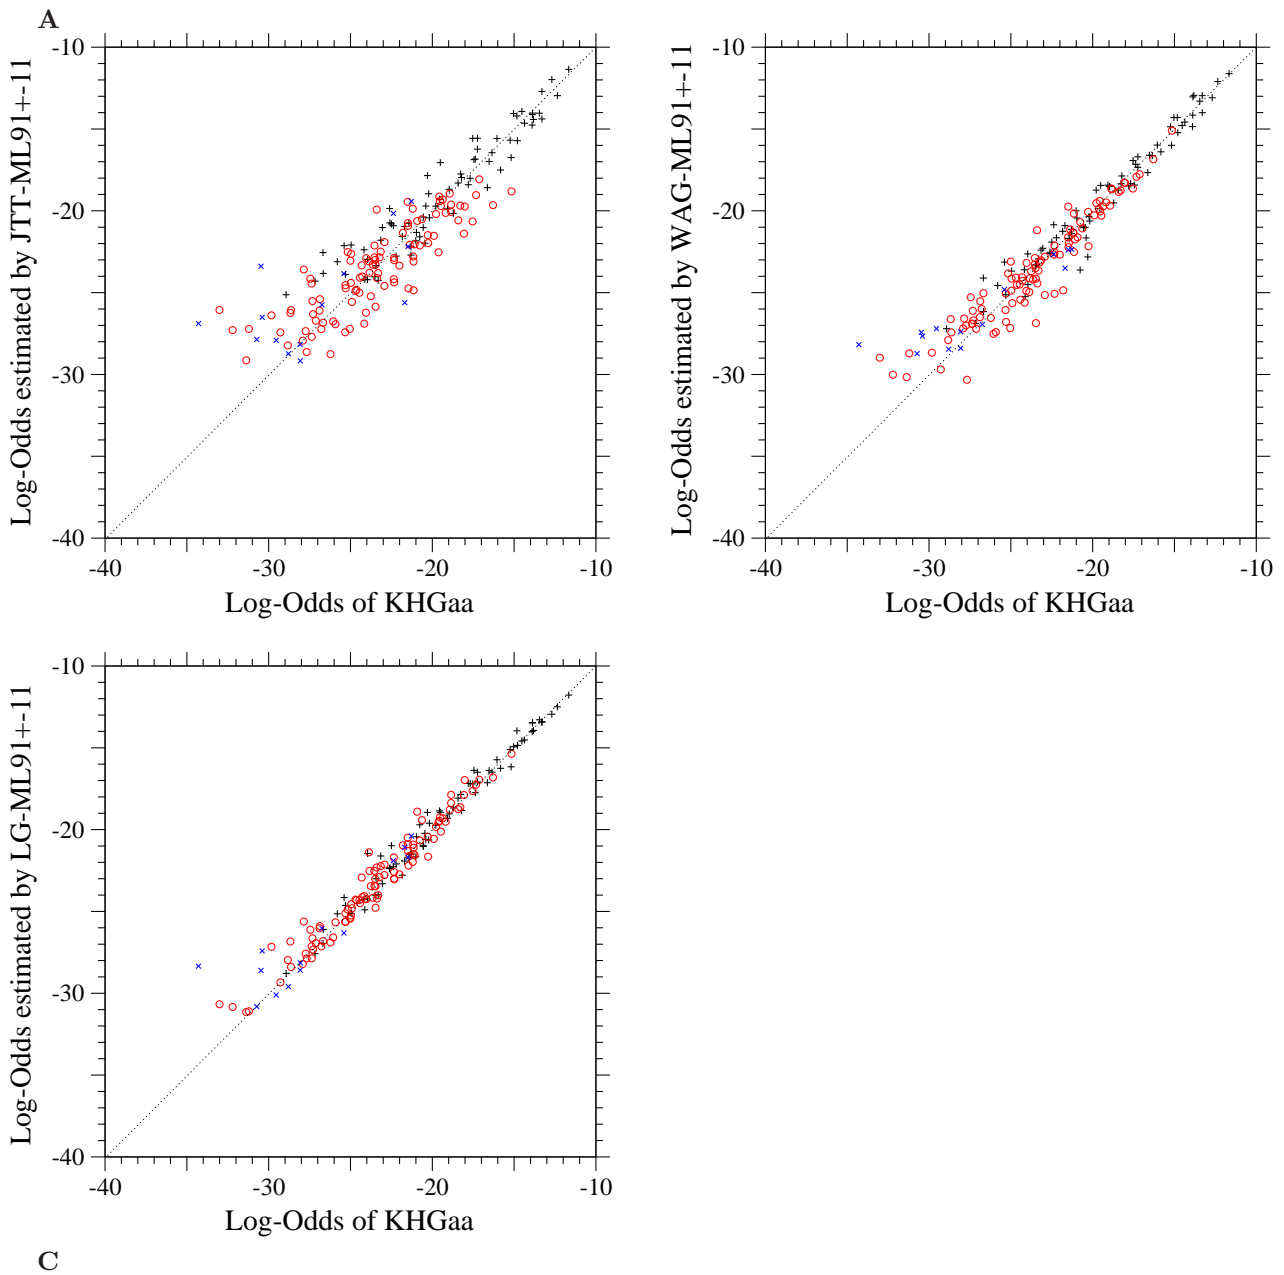 A
Log-Odds estimated by JTT-ML91+-11
-10
-20
-30
-40
-40 -30 -20 -10
Log-Odds of KHGaa
Log-Odds estimated by WAG-ML91+-11
-10
-20
-30
-40
-40 -30 -20 -10
Log-Odds of KHGaa
Log-Odds estimated by LG-ML91+-11
-10
-20
-30
-40
-40 -30 -20 -10
Log-Odds of KHGaa
C